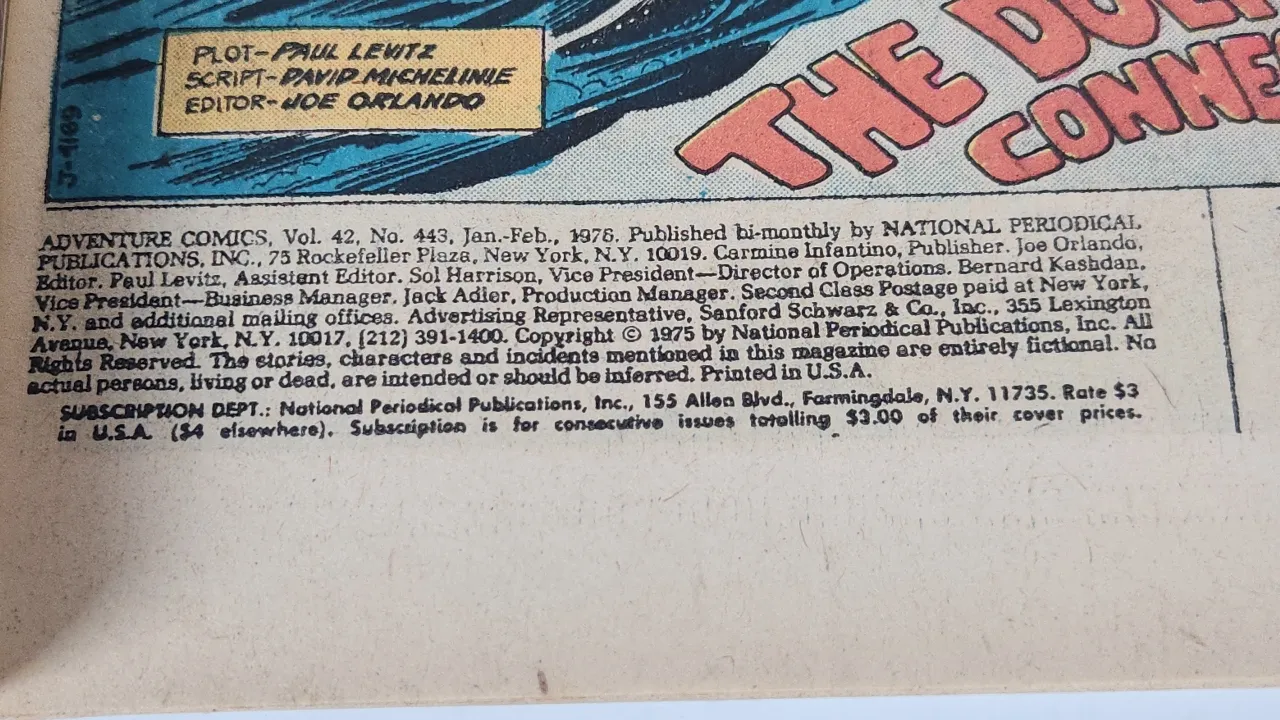 PLOT-PAUL LEVITZ
SCRIPT-DAVID MICHELINIE
EDITOR-JOE ORLANDO
J-1169
THE
CONNE
ADVENTURE COMICS, Vol. 42, No. 443, Jan.-Feb., 1976. Published bi-monthly by NATIONAL PERIODICAL
PUBLICATIONS, INC., 75 Rockefeller Plaza, New York, N.Y. 10019. Carmine Infantino, Publisher. Joe Orlando,
Editor. Paul Levitz, Assistant Editor. Sol Harrison, Vice President—Director of Operations. Bernard Kashdan,
Vice President—Business Manager. Jack Adler, Production Manager. Second Class Postage paid at New York,
N.Y. and additional mailing offices. Advertising Representative, Sanford Schwarz & Co., Inc., 355 Lexington
Avenue, New York, N.Y. 10017, (212) 391-1400. Copyright © 1975 by National Periodical Publications, Inc. All
Rights Reserved. The stories, characters and incidents mentioned in this magazine are entirely fictional. No
actual persons, living or dead, are intended or should be inferred. Printed in U.S.A.
SUBSCRIPTION DEPT.: National Periodical Publications, Inc., 155 Allen Blvd., Farmingdale, N.Y. 11735. Rate $3
in U.S.A. ($4 elsewhere). Subscription is for consecutive issues totalling $3.00 of their cover prices.